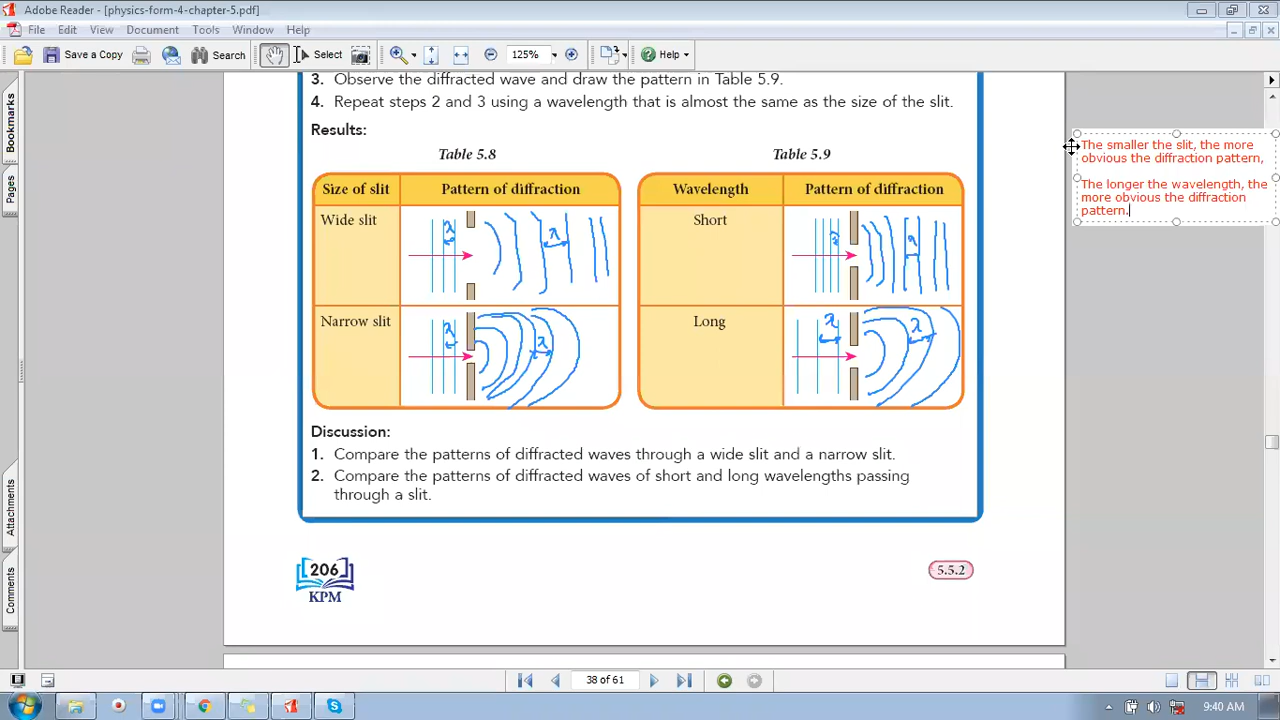 Adobe Reader - [physics-form-4-chapter-5.pdf]
File Edit View Document Tools Window Help
Save a Copy Search Select 125% Help
Bookmarks
Pages
Attachments
Comments
3. Observe the diffracted wave and draw the pattern in Table 5.9.
4. Repeat steps 2 and 3 using a wavelength that is almost the same as the size of the slit.
Results:
Table 5.8
Size of slit Pattern of diffraction
Wide slit
λ λ
Narrow slit
λ λ
Table 5.9
Wavelength Pattern of diffraction
Short
Long
λ λ
Discussion:
1. Compare the patterns of diffracted waves through a wide slit and a narrow slit.
2. Compare the patterns of diffracted waves of short and long wavelengths passing
through a slit.
206
KPM
5.5.2
The smaller the slit, the more
obvious the diffraction pattern,
The longer the wavelength, the
more obvious the diffraction
pattern.
38 of 61
9:40 AM